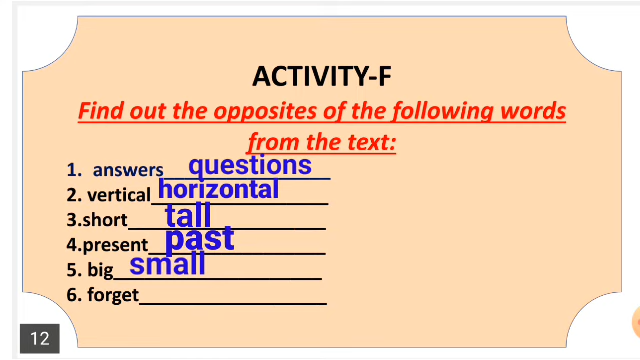 ACTIVITY-F
Find out the opposites of the following words
from the text:
1. answers questions
2. vertical horizontal
3.short tall
4.present past
5. big small
6. forget
12